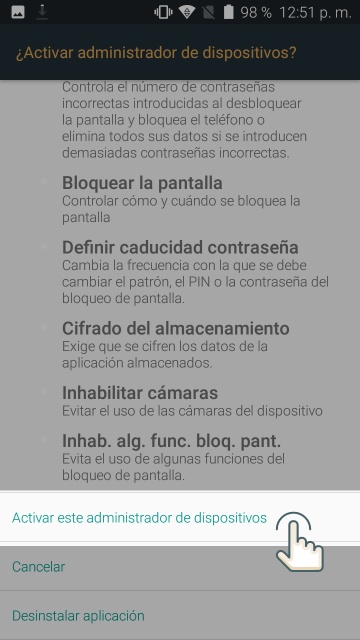 98 % 12:51 p. m.
¿Activar administrador de dispositivos?
Controla el número de contraseñas
incorrectas introducidas al desbloquear
la pantalla y bloquea el teléfono o
elimina todos sus datos si se introducen
demasiadas contraseñas incorrectas.
Bloquear la pantalla
Controlar cómo y cuándo se bloquea la
pantalla
Definir caducidad contraseña
Cambia la frecuencia con la que se debe
cambiar el patrón, el PIN o la contraseña del
bloqueo de pantalla.
Cifrado del almacenamiento
Exige que se cifren los datos de la
aplicación almacenados.
Inhabilitar cámaras
Evitar el uso de las cámaras del dispositivo
Inhab. alg. func. bloq. pant.
Evita el uso de algunas funciones del
bloqueo de pantalla.
Activar este administrador de dispositivos
Cancelar
Desinstalar aplicación